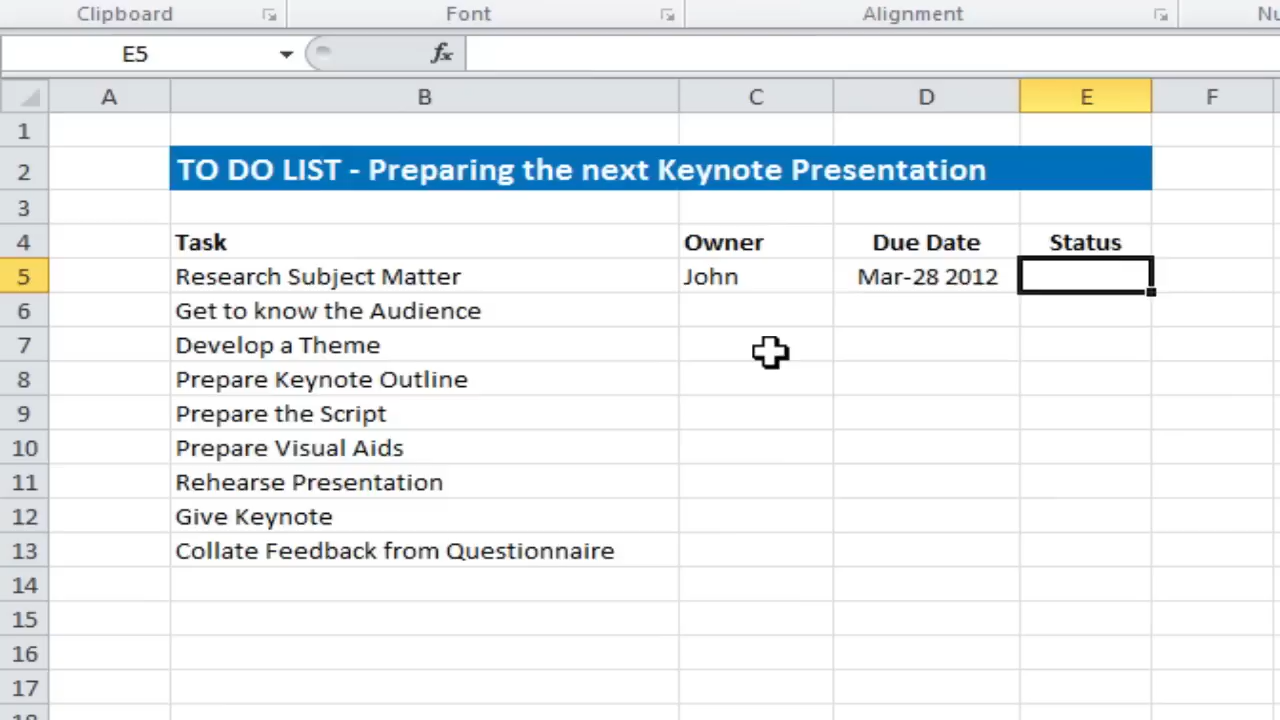 Clipboard Font Alignment
E5 fx
A B C D E F
1
2 TO DO LIST - Preparing the next Keynote Presentation
3
4 Task Owner Due Date Status
5 Research Subject Matter John Mar-28 2012
6 Get to know the Audience
7 Develop a Theme
8 Prepare Keynote Outline
9 Prepare the Script
10 Prepare Visual Aids
11 Rehearse Presentation
12 Give Keynote
13 Collate Feedback from Questionnaire
14
15
16
17